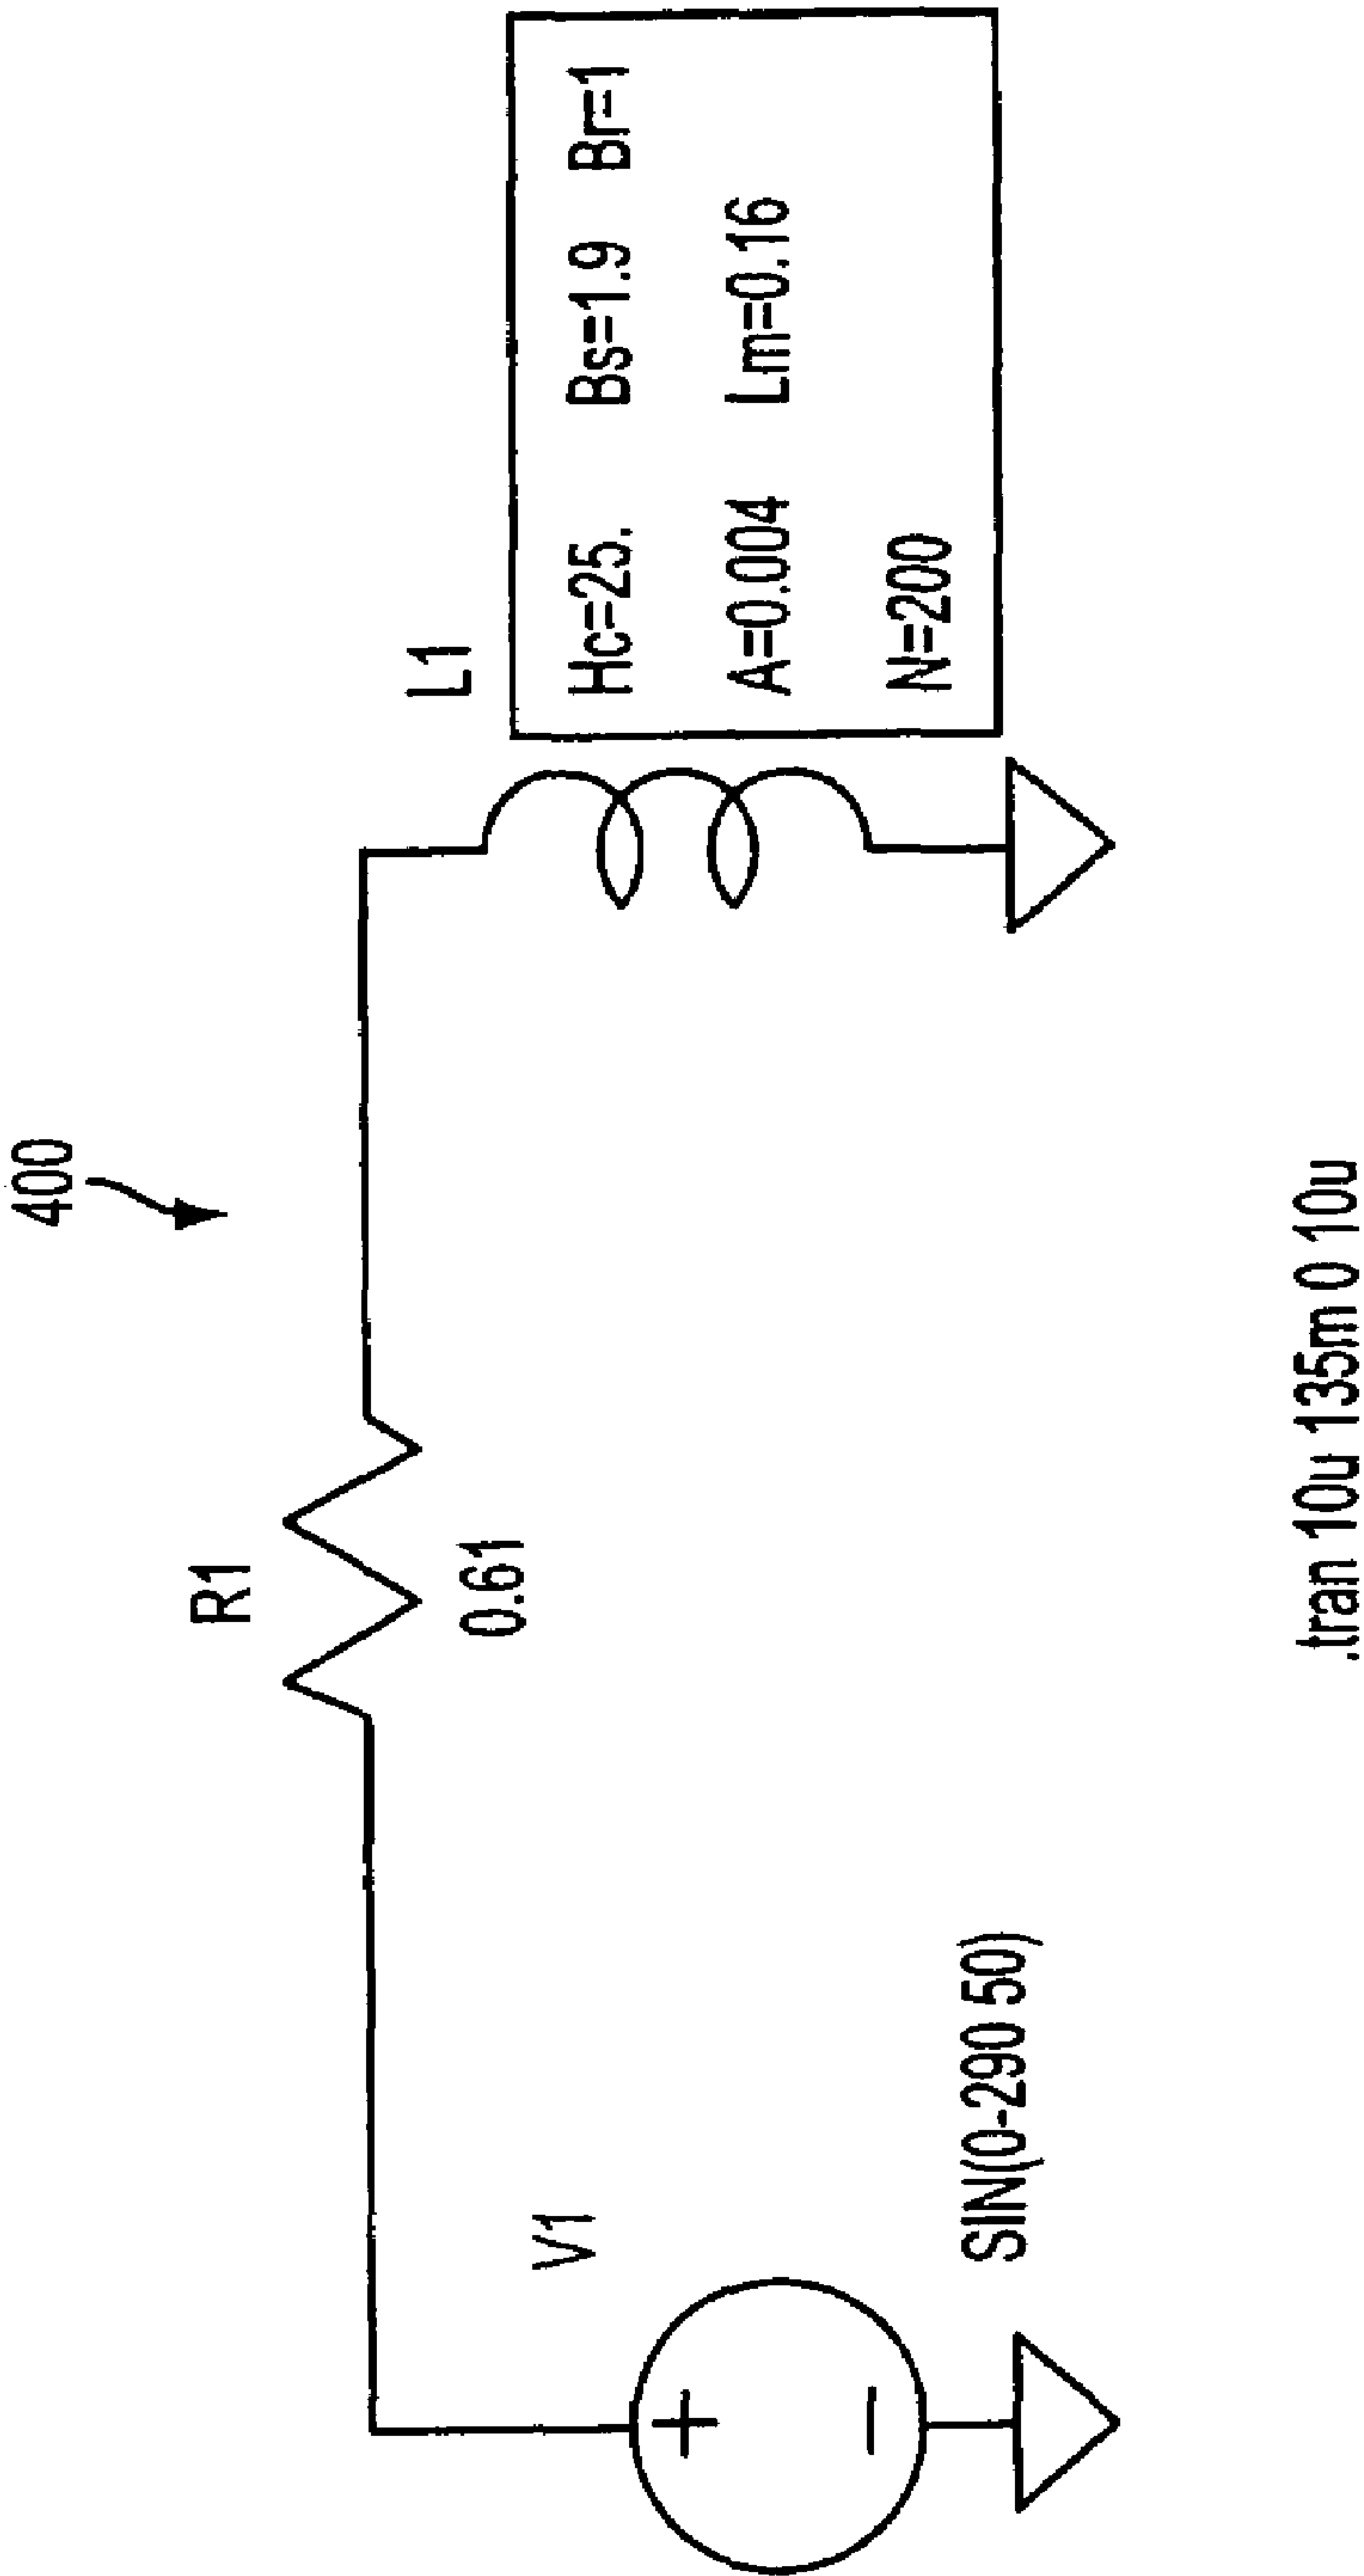 400
R1
0.61
L1
Hc=25. Bs=1.9 Br=1
A=0.004 Lm=0.16
N=200
V1
+
−
SIN(0-290 50)
.tran 10u 135m 0 10u